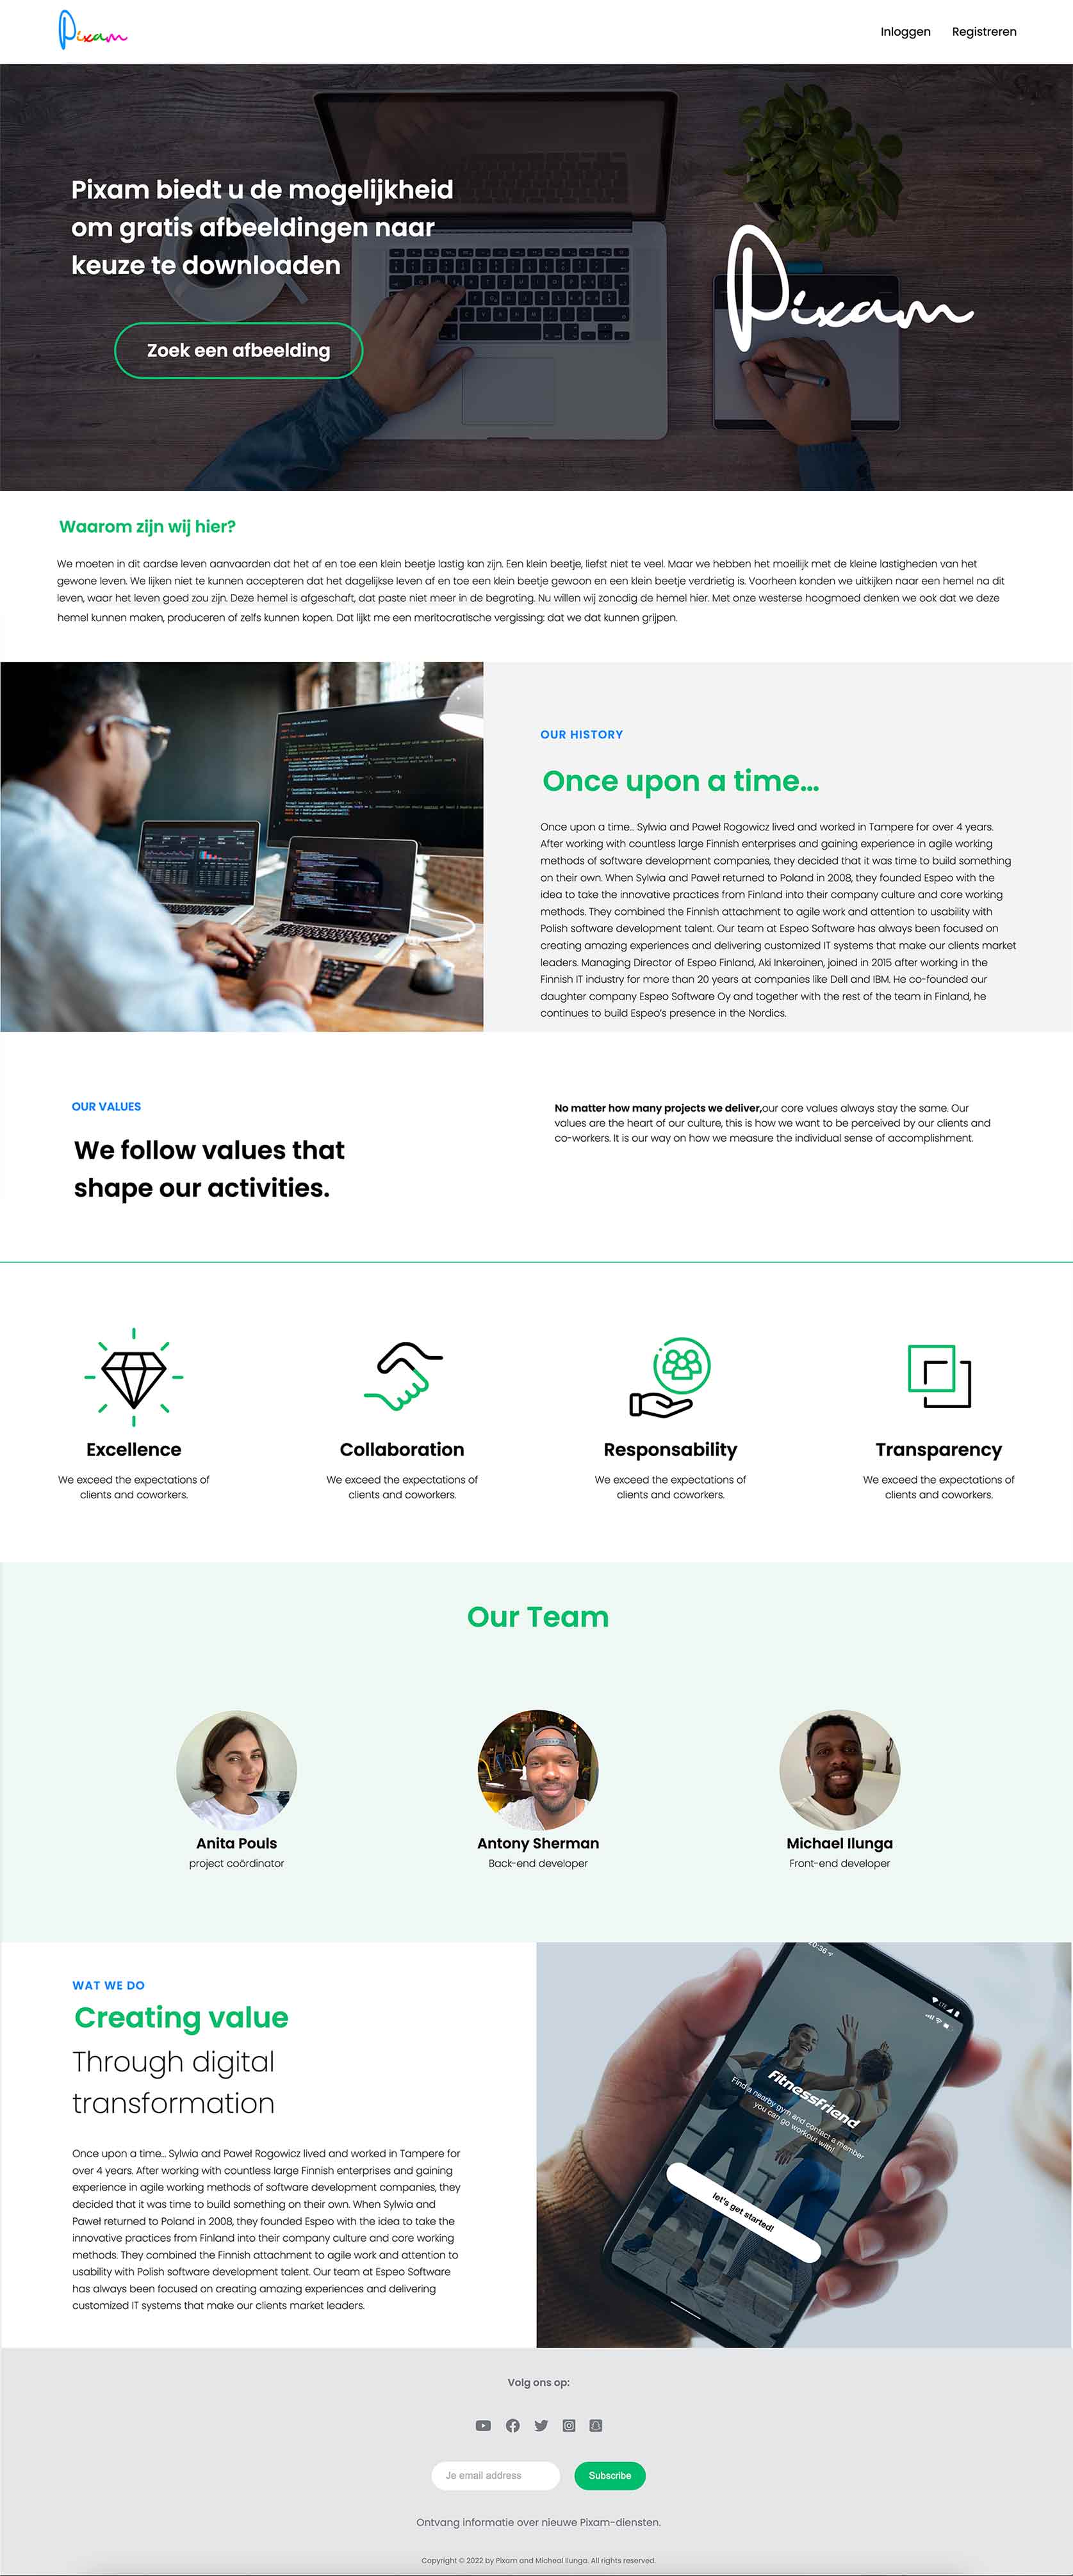 Pixam
Inloggen Registreren
Pixam biedt u de mogelijkheid
om gratis afbeeldingen naar
keuze te downloaden
Pixam
Zoek een afbeelding
Waarom zijn wij hier?
We moeten in dit aardse leven aanvaarden dat het af en toe een klein beetje lastig kan zijn. Een klein beetje, liefst niet te veel. Maar we hebben het moeilijk met de kleine lastigheden van het
gewone leven. We lijken niet te kunnen accepteren dat het dagelijkse leven af en toe een klein beetje gewoon en een klein beetje verdrietig is. Voorheen konden we uitkijken naar een hemel na dit
leven, waar het leven goed zou zijn. Deze hemel is afgeschaft, dat paste niet meer in de begroting. Nu willen wij zonodig de hemel hier. Met onze westerse hoogmoed denken we ook dat we deze
hemel kunnen maken, produceren of zelfs kunnen kopen. Dat lijkt me een meritocratische vergissing: dat we dat kunnen grijpen.
OUR HISTORY
Once upon a time...
Once upon a time... Sylwia and Paweł Rogowicz lived and worked in Tampere for over 4 years.
After working with countless large Finnish enterprises and gaining experience in agile working
methods of software development companies, they decided that it was time to build something
on their own. When Sylwia and Paweł returned to Poland in 2008, they founded Espeo with the
idea to take the innovative practices from Finland into their company culture and core working
methods. They combined the Finnish attachment to agile work and attention to usability with
Polish software development talent. Our team at Espeo Software has always been focused on
creating amazing experiences and delivering customized IT systems that make our clients market
leaders. Managing Director of Espeo Finland, Aki Inkeroinen, joined in 2015 after working in the
Finnish IT industry for more than 20 years at companies like Dell and IBM. He co-founded our
daughter company Espeo Software Oy and together with the rest of the team in Finland, he
continues to build Espeo's presence in the Nordics.
OUR VALUES
We follow values that
shape our activities.
No matter how many projects we deliver,our core values always stay the same. Our
values are the heart of our culture, this is how we want to be perceived by our clients and
co-workers. It is our way on how we measure the individual sense of accomplishment.
Excellence
We exceed the expectations of
clients and coworkers.
Collaboration
We exceed the expectations of
clients and coworkers.
Responsability
We exceed the expectations of
clients and coworkers.
Transparency
We exceed the expectations of
clients and coworkers.
Our Team
Anita Pouls
project coördinator
Antony Sherman
Back-end developer
Michael Ilunga
Front-end developer
WAT WE DO
Creating value
Through digital
transformation
Once upon a time... Sylwia and Paweł Rogowicz lived and worked in Tampere for
over 4 years. After working with countless large Finnish enterprises and gaining
experience in agile working methods of software development companies, they
decided that it was time to build something on their own. When Sylwia and
Paweł returned to Poland in 2008, they founded Espeo with the idea to take the
innovative practices from Finland into their company culture and core working
methods. They combined the Finnish attachment to agile work and attention to
usability with Polish software development talent. Our team at Espeo Software
has always been focused on creating amazing experiences and delivering
customized IT systems that make our clients market leaders.
LTE
Fitnessfriend
Find a nearby gym and contact a member
you can go workout with!
let's get started!
Volg ons op:
Je email address
Subscribe
Ontvang informatie over nieuwe Pixam-diensten.
Copyright © 2022 by Pixam and Micheal Ilunga. All rights reserved.